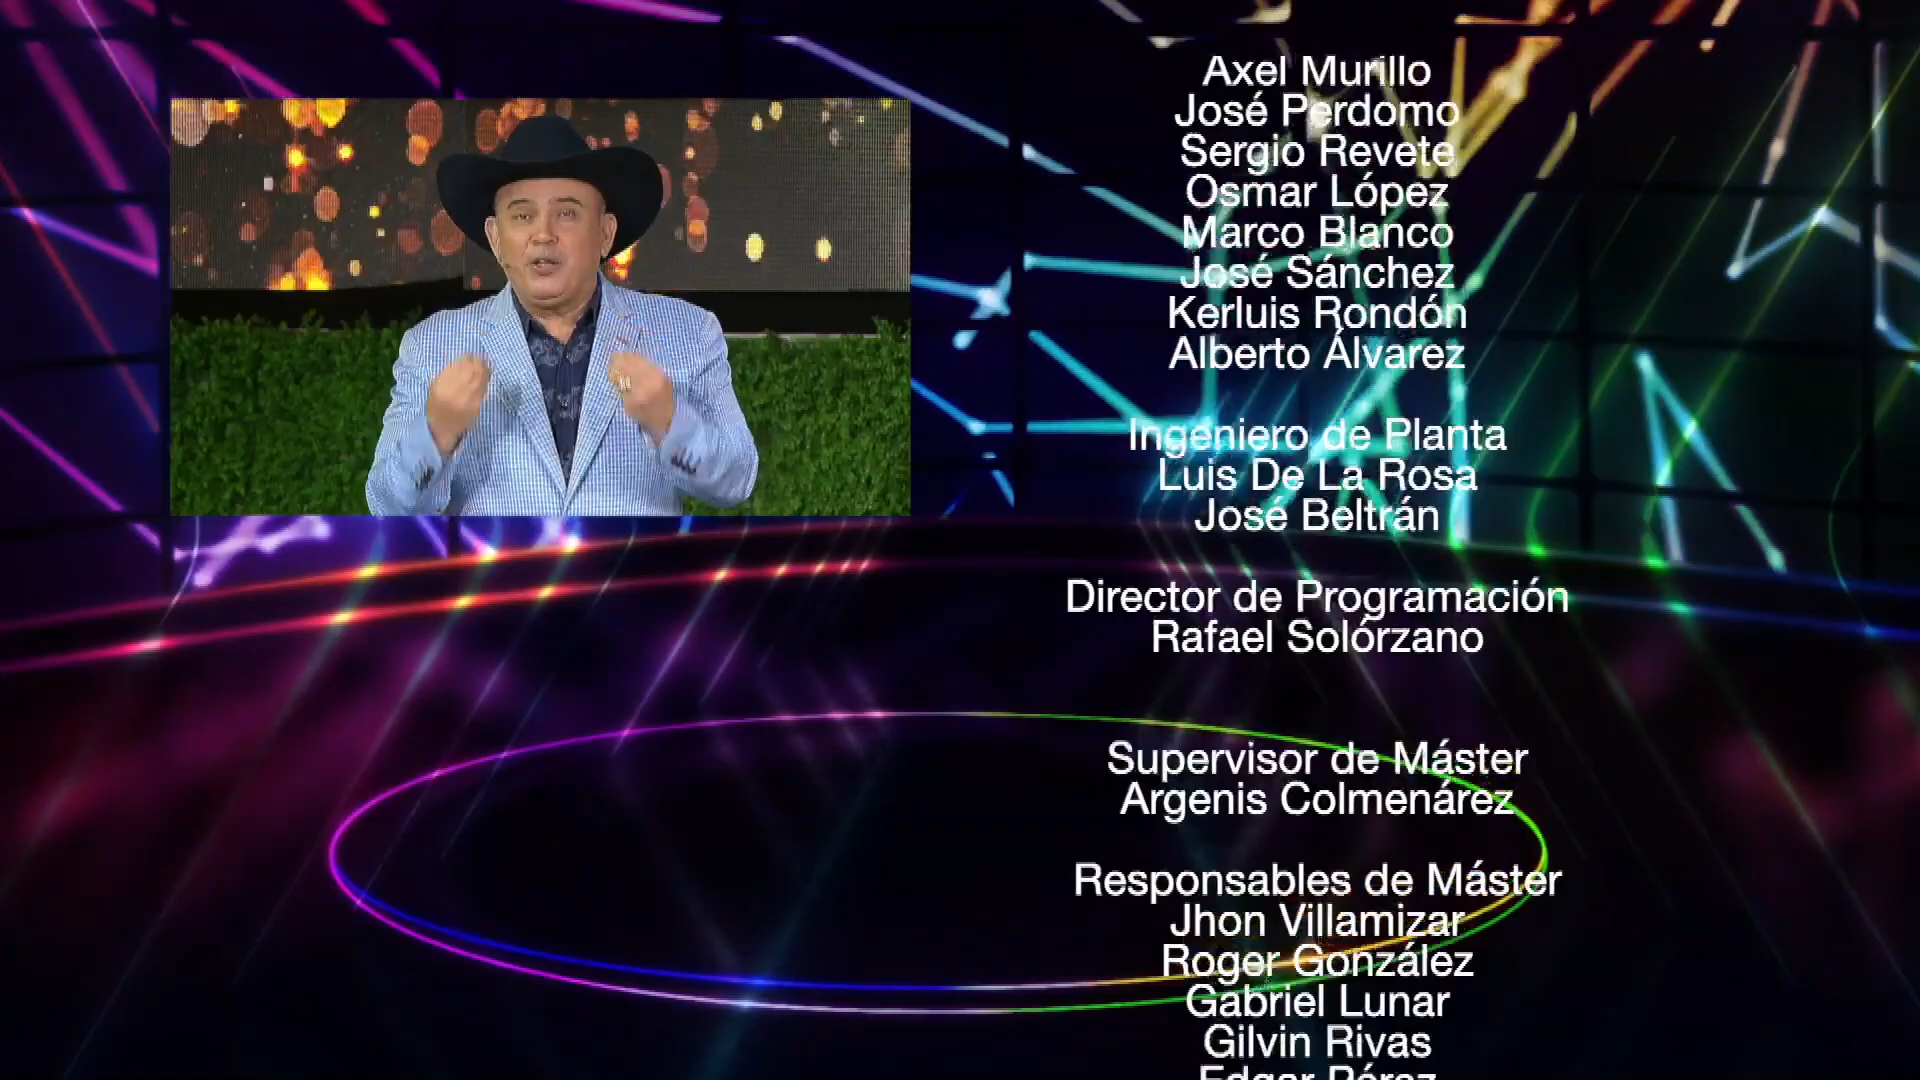 Axel Murillo
José Perdomo
Sergio Revete
Osmar López
Marco Blanco
José Sánchez
Kerluis Rondón
Alberto Álvarez
Ingeniero de Planta
Luis De La Rosa
José Beltrán
Director de Programación
Rafael Solórzano
Supervisor de Máster
Argenis Colmenárez
Responsables de Máster
Jhon Villamizar
Roger González
Gabriel Lunar
Gilvin Rivas
Edgar Pérez